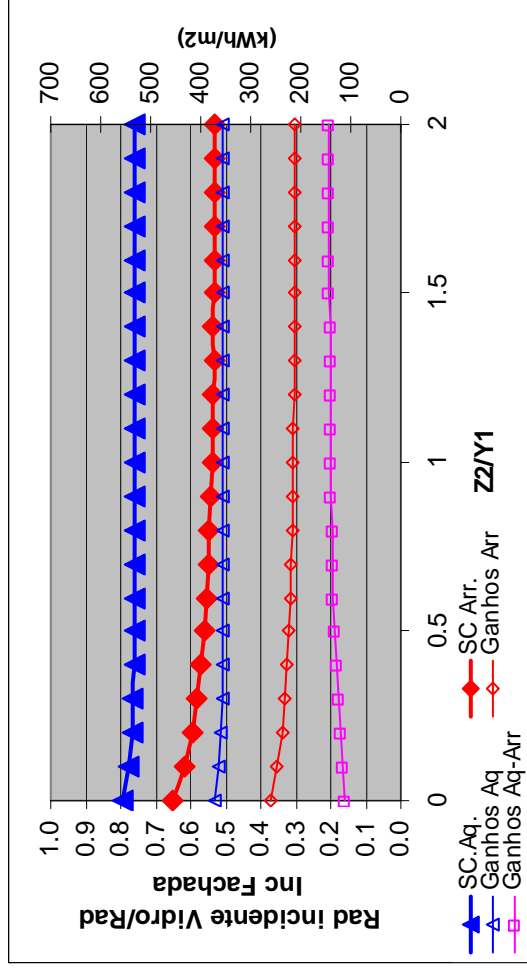 Rad incidente Vidro/Rad
Inc Fachada
1.0
0.9
0.8
0.7
0.6
0.5
0.4
0.3
0.2
0.1
0.0
(kWh/m2)
700
600
500
400
300
200
100
0
0
0.5
1
1.5
2
Z2/Y1
SC.Aq.
SC Arr.
Ganhos Aq
Ganhos Arr
Ganhos Aq-Arr